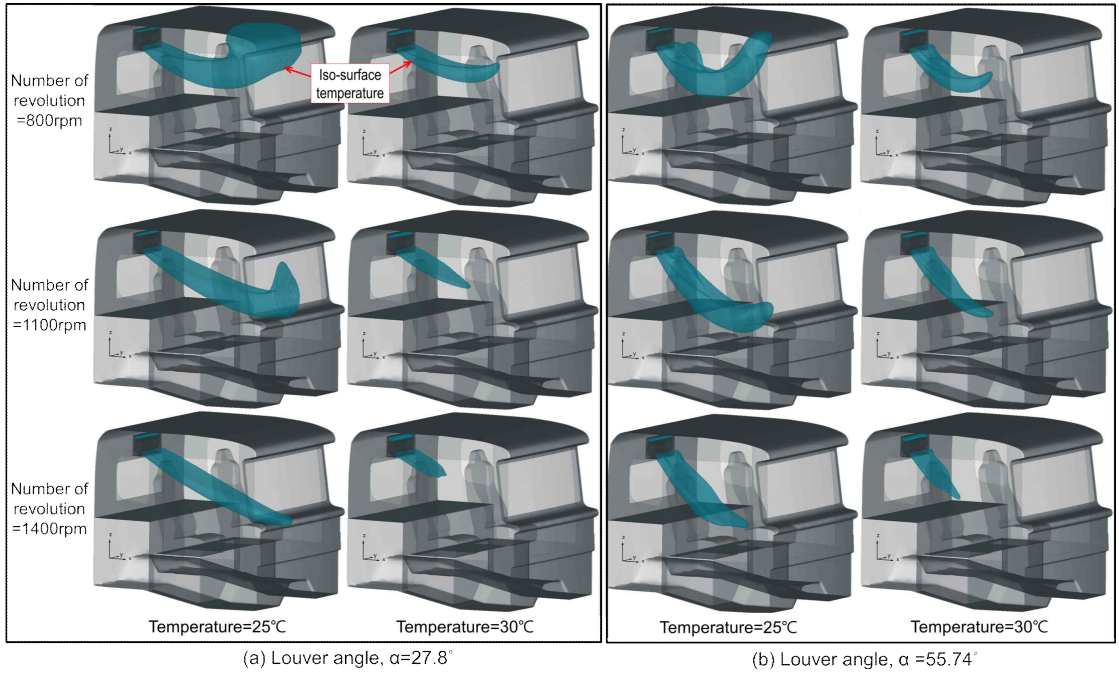 Number of
revolution
=800rpm
Iso-surface
temperature
z
y
x
z
y
x
z
y
x
z
y
x
Number of
revolution
=1100rpm
z
y
x
z
y
x
z
y
x
z
y
x
Number of
revolution
=1400rpm
z
y
x
z
y
x
z
y
x
z
y
x
Temperature=25℃
Temperature=30℃
Temperature=25℃
Temperature=30℃
(a) Louver angle, α=27.8°
(b) Louver angle, α =55.74°